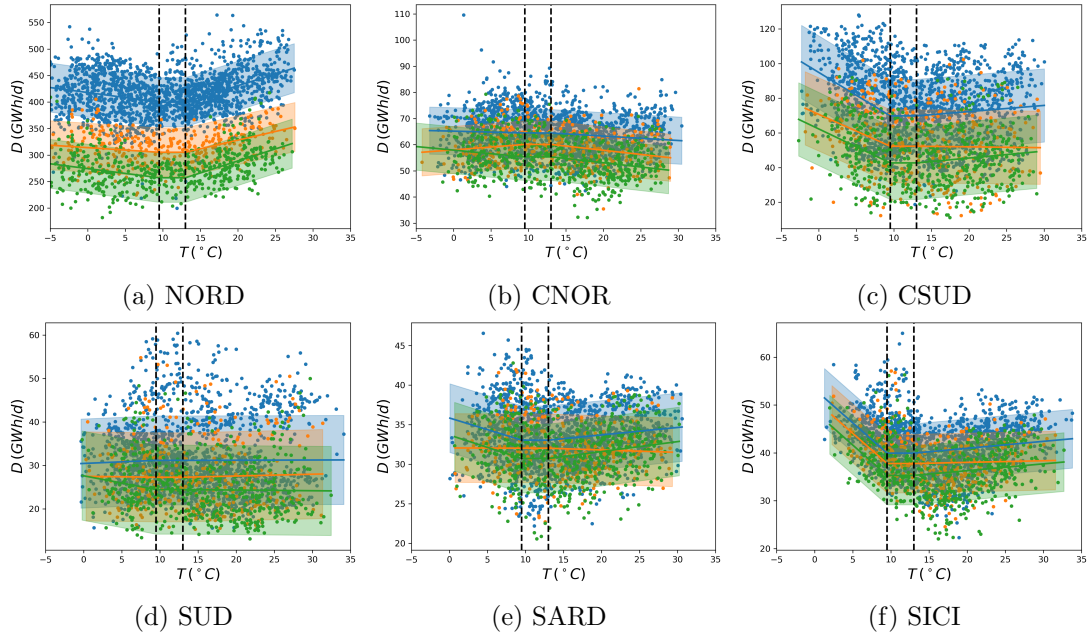 550
500
450
400
350
300
250
200
D (GWh/d)
-5 0 5 10 15 20 25 30 35
T (°C)
(a) NORD
110
100
90
80
70
60
50
40
30
D (GWh/d)
-5 0 5 10 15 20 25 30 35
T (°C)
(b) CNOR
120
100
80
60
40
20
D (GWh/d)
-5 0 5 10 15 20 25 30 35
T (°C)
(c) CSUD
60
50
40
30
20
D (GWh/d)
-5 0 5 10 15 20 25 30 35
T (°C)
(d) SUD
45
40
35
30
25
20
D (GWh/d)
-5 0 5 10 15 20 25 30 35
T (°C)
(e) SARD
60
50
40
30
20
D (GWh/d)
-5 0 5 10 15 20 25 30 35
T (°C)
(f) SICI